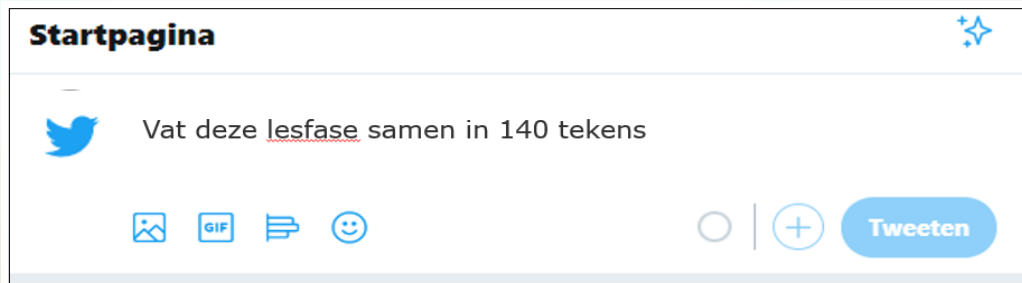 Startpagina
Vat deze lesfase samen in 140 tekens
GIF
Tweeten